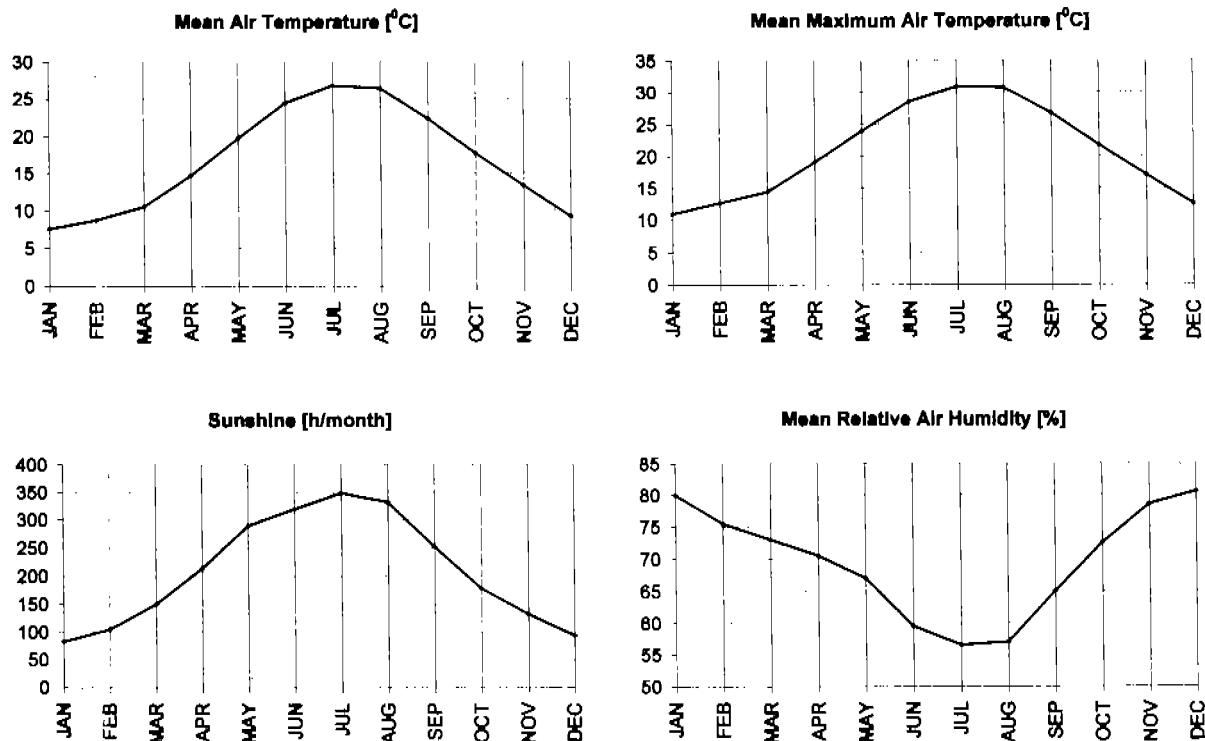 Mean Air Temperature [⁰C]
30
25
20
15
10
5
0
JAN
FEB
MAR
APR
MAY
JUN
JUL
AUG
SEP
OCT
NOV
DEC
Mean Maximum Air Temperature [⁰C]
35
30
25
20
15
10
5
0
JAN
FEB
MAR
APR
MAY
JUN
JUL
AUG
SEP
OCT
NOV
DEC
Sunshine [h/month]
400
350
300
250
200
150
100
50
0
JAN
FEB
MAR
APR
MAY
JUN
JUL
AUG
SEP
OCT
NOV
DEC
Mean Relative Air Humidity [%]
85
80
75
70
65
60
55
50
JAN
FEB
MAR
APR
MAY
JUN
JUL
AUG
SEP
OCT
NOV
DEC